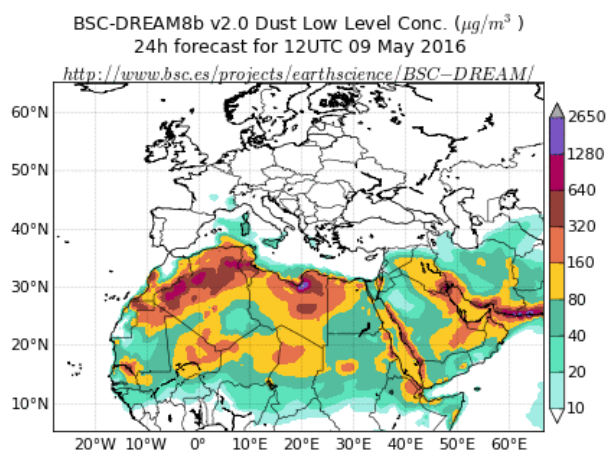 BSC-DREAM8b v2.0 Dust Low Level Conc. (μg/m³ )
24h forecast for 12UTC 09 May 2016
http://www.bsc.es/projects/earthscience/BSC−DREAM/
60°N
50°N
40°N
30°N
20°N
10°N
20°W 10°W 0° 10°E 20°E 30°E 40°E 50°E 60°E
2650
1280
640
320
160
80
40
20
10